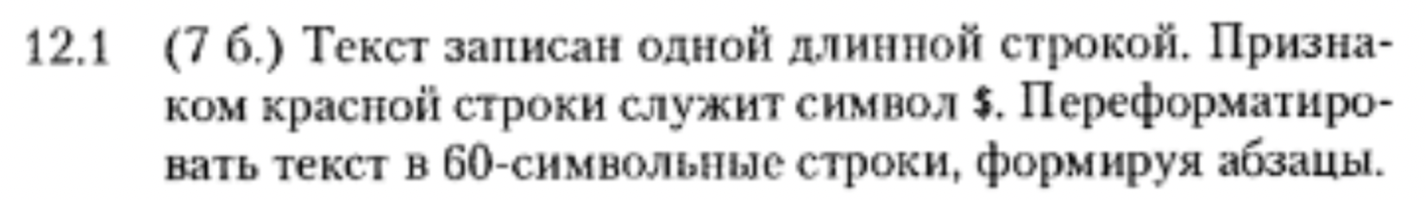 12.1 (7 б.) Текст записан одной длинной строкой. Призна-
ком красной строки служит символ $. Переформатиро-
вать текст в 60-символьные строки, формируя абзацы.